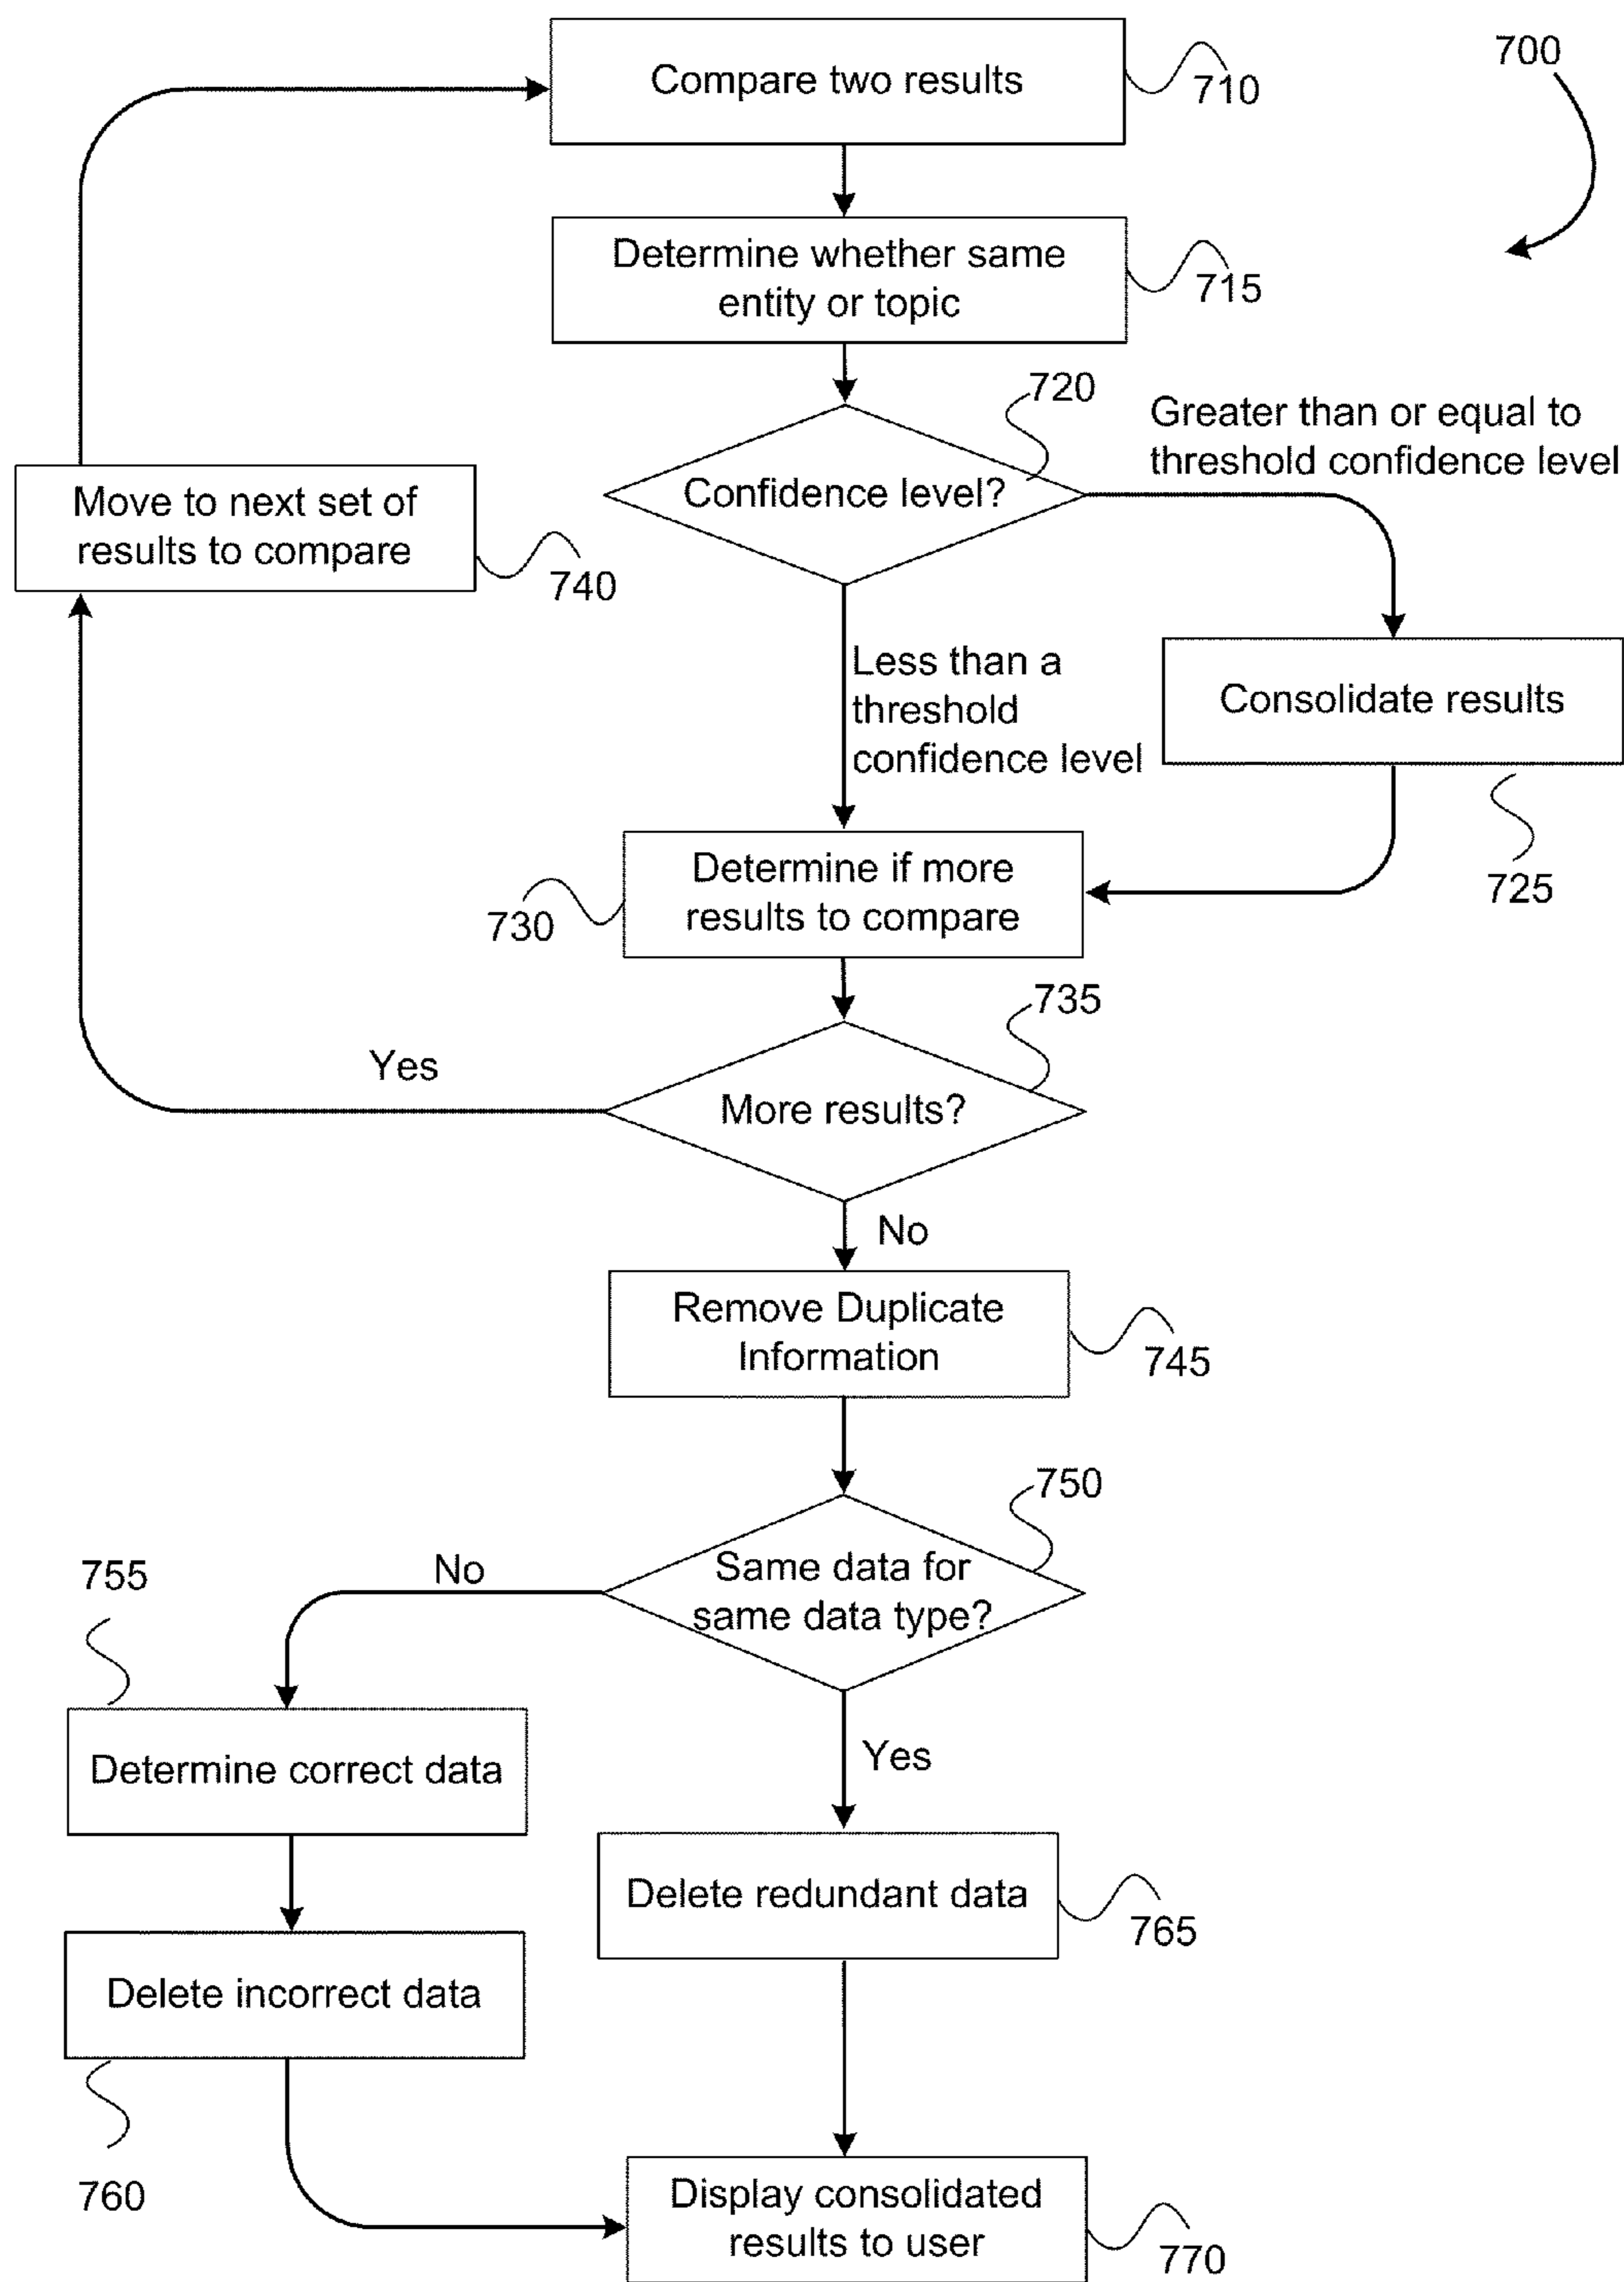 Compare two results
710
700
Determine whether same
entity or topic
715
720
Confidence level?
Greater than or equal to
threshold confidence level
Move to next set of
results to compare
740
Less than a
threshold
confidence level
Consolidate results
725
Determine if more
results to compare
730
735
More results?
Yes
No
Remove Duplicate
Information
745
750
Same data for
same data type?
No
755
Determine correct data
Yes
Delete redundant data
765
Delete incorrect data
760
Display consolidated
results to user
770